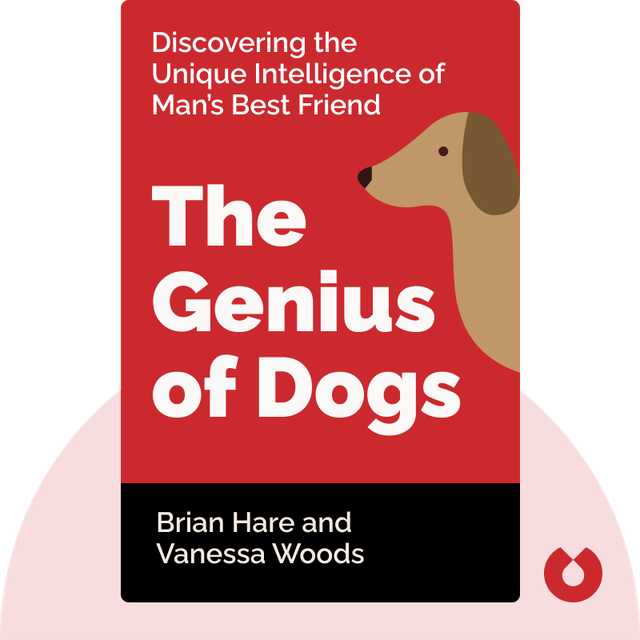 Discovering the
Unique Intelligence of
Man’s Best Friend
The
Genius
of Dogs
Brian Hare and
Vanessa Woods